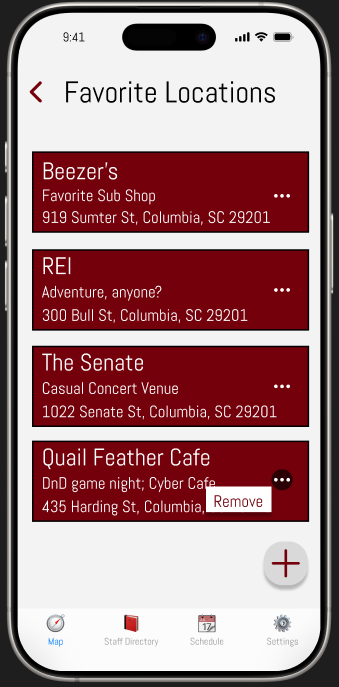 9:41
Favorite Locations
Beezer's
Favorite Sub Shop
919 Sumter St, Columbia, SC 29201
REI
Adventure, anyone?
300 Bull St, Columbia, SC 29201
The Senate
Casual Concert Venue
1022 Senate St, Columbia, SC 29201
Quail Feather Cafe
DnD game night; Cyber Cafe
435 Harding St, Columbia,
Remove
17
Map
Staff Directory
Schedule
Settings